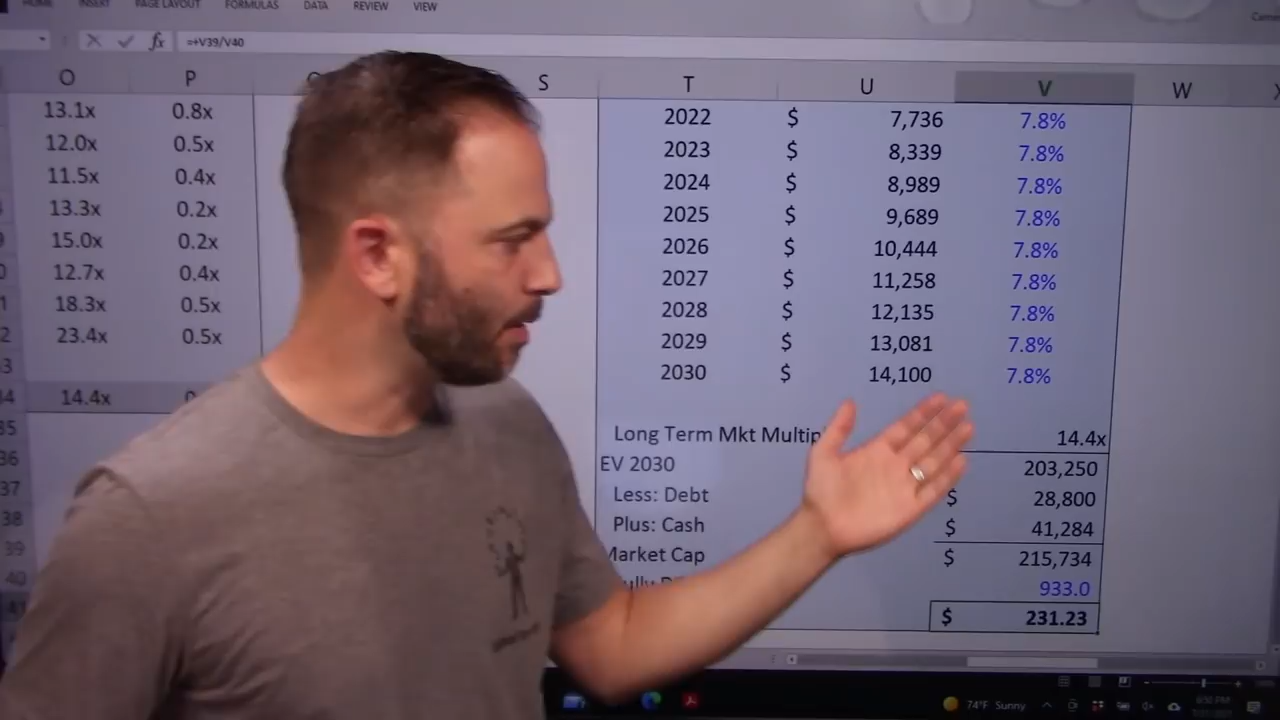 HOME INSERT PAGE LAYOUT FORMULAS DATA REVIEW VIEW
fx =+V39/V40
O P S T U V W
13.1x 0.8x 2022 $ 7,736 7.8%
12.0x 0.5x 2023 $ 8,339 7.8%
11.5x 0.4x 2024 $ 8,989 7.8%
13.3x 0.2x 2025 $ 9,689 7.8%
15.0x 0.2x 2026 $ 10,444 7.8%
12.7x 0.4x 2027 $ 11,258 7.8%
18.3x 0.5x 2028 $ 12,135 7.8%
23.4x 0.5x 2029 $ 13,081 7.8%
2030 $ 14,100 7.8%
14.4x
Long Term Mkt Multip 14.4x
EV 2030 203,250
Less: Debt $ 28,800
Plus: Cash $ 41,284
Market Cap $ 215,734
933.0
$ 231.23
74°F Sunny